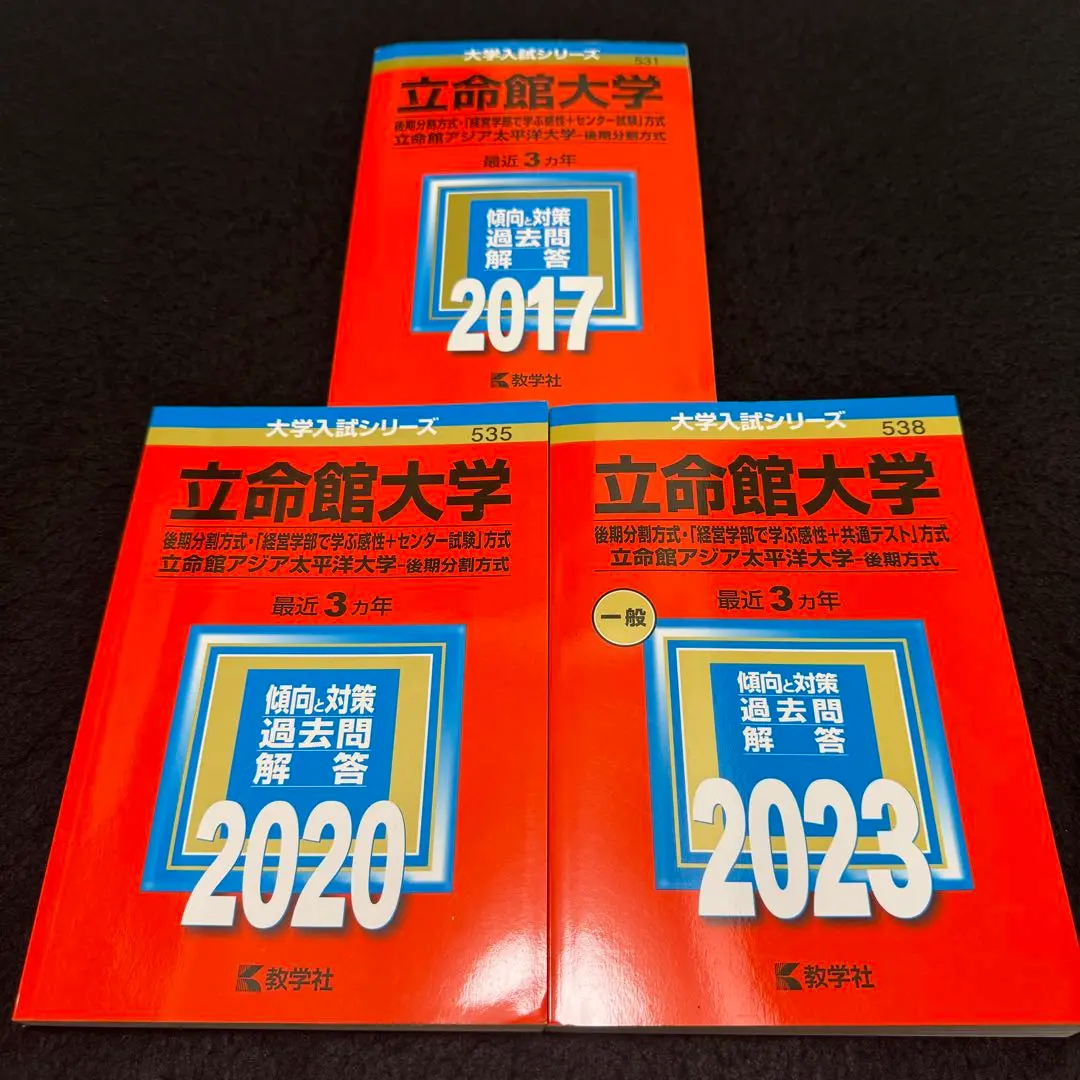 大学入試シリーズ
531
立命館大学
後期分割方式・「経営学部で学ぶ感性+センター試験」方式
立命館アジア太平洋大学-後期分割方式
最近3カ年
傾向と対策
過去問
解答
2017
教学社
大学入試シリーズ
535
立命館大学
後期分割方式・「経営学部で学ぶ感性+センター試験」方式
立命館アジア太平洋大学-後期分割方式
最近3カ年
傾向と対策
過去問
解答
2020
教学社
大学入試シリーズ
538
立命館大学
後期分割方式・「経営学部で学ぶ感性+共通テスト」方式
立命館アジア太平洋大学-後期方式
最近3カ年
一般
傾向と対策
過去問
解答
2023
教学社